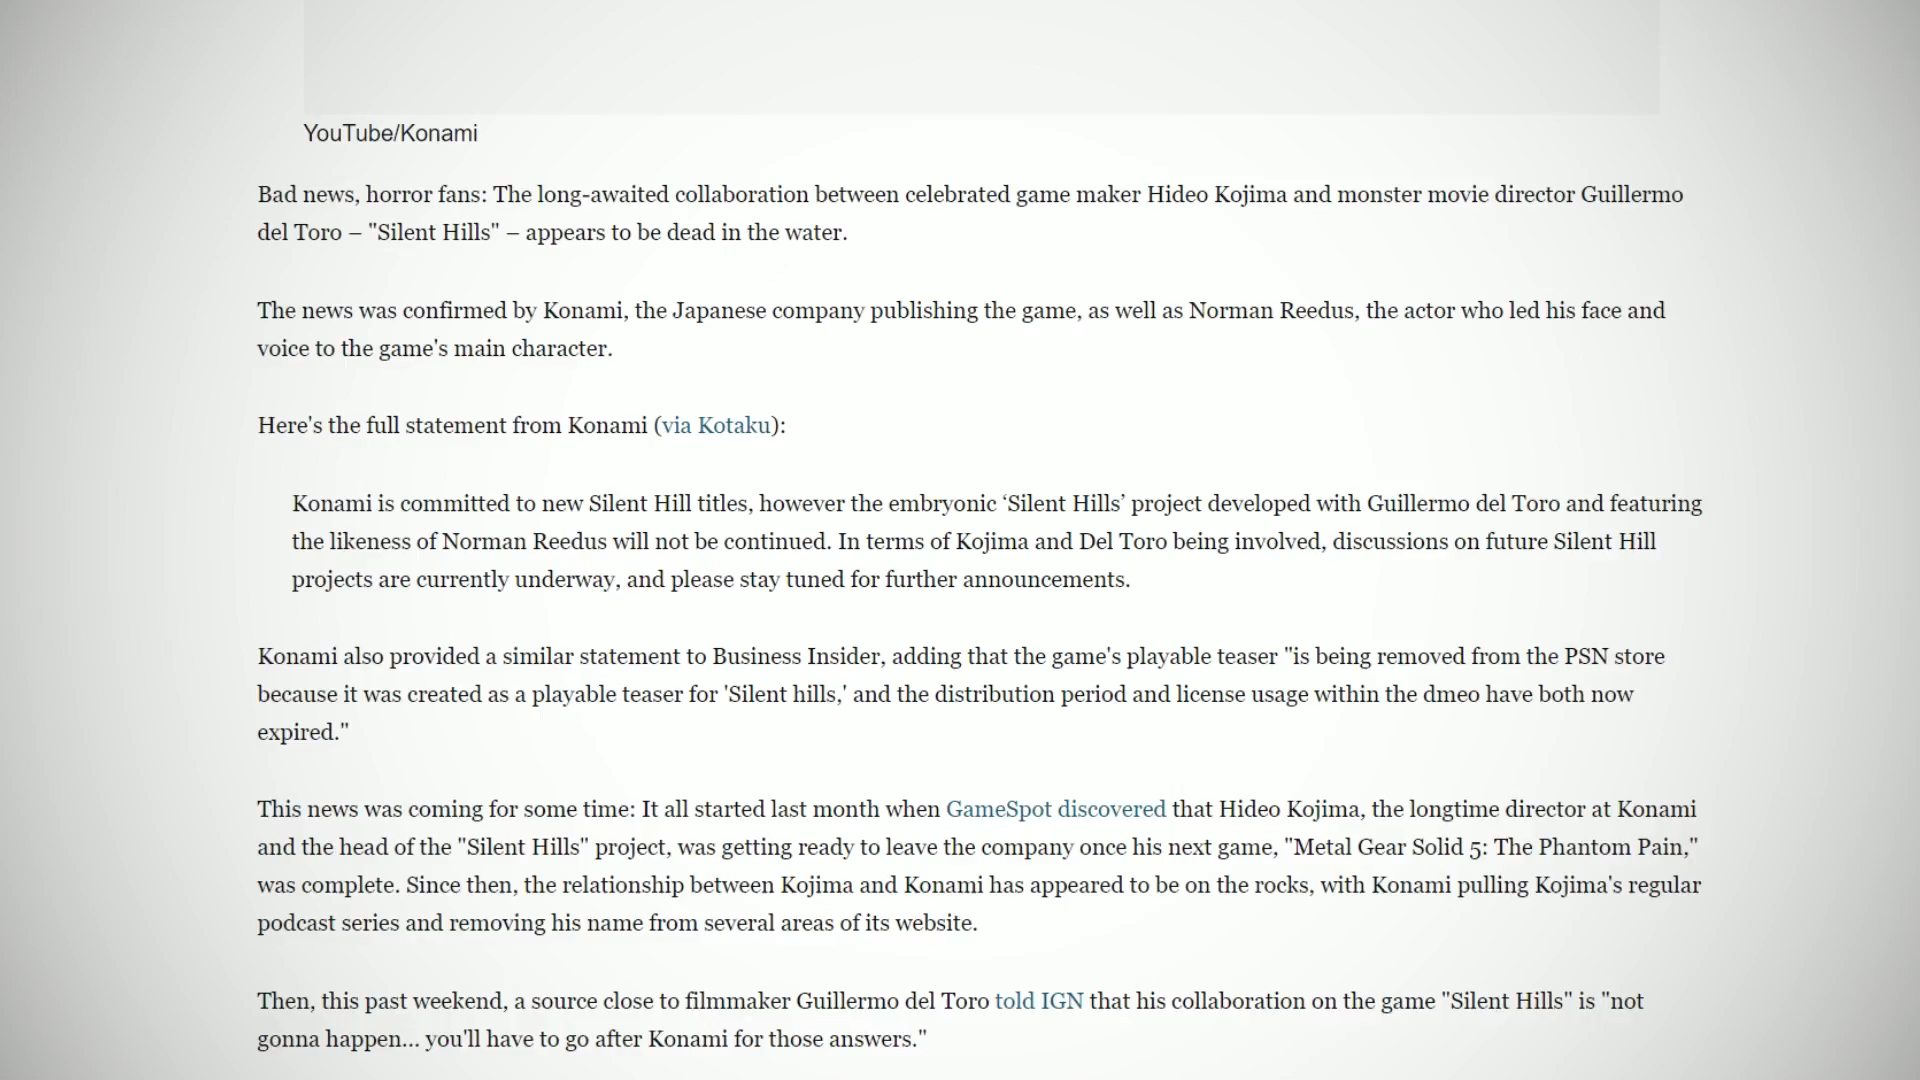 YouTube/Konami
Bad news, horror fans: The long-awaited collaboration between celebrated game maker Hideo Kojima and monster movie director Guillermo
del Toro – "Silent Hills" – appears to be dead in the water.
The news was confirmed by Konami, the Japanese company publishing the game, as well as Norman Reedus, the actor who led his face and
voice to the game's main character.
Here's the full statement from Konami (via Kotaku):
Konami is committed to new Silent Hill titles, however the embryonic ‘Silent Hills’ project developed with Guillermo del Toro and featuring
the likeness of Norman Reedus will not be continued. In terms of Kojima and Del Toro being involved, discussions on future Silent Hill
projects are currently underway, and please stay tuned for further announcements.
Konami also provided a similar statement to Business Insider, adding that the game's playable teaser "is being removed from the PSN store
because it was created as a playable teaser for 'Silent hills,' and the distribution period and license usage within the dmeo have both now
expired."
This news was coming for some time: It all started last month when GameSpot discovered that Hideo Kojima, the longtime director at Konami
and the head of the "Silent Hills" project, was getting ready to leave the company once his next game, "Metal Gear Solid 5: The Phantom Pain,"
was complete. Since then, the relationship between Kojima and Konami has appeared to be on the rocks, with Konami pulling Kojima's regular
podcast series and removing his name from several areas of its website.
Then, this past weekend, a source close to filmmaker Guillermo del Toro told IGN that his collaboration on the game "Silent Hills" is "not
gonna happen... you'll have to go after Konami for those answers."